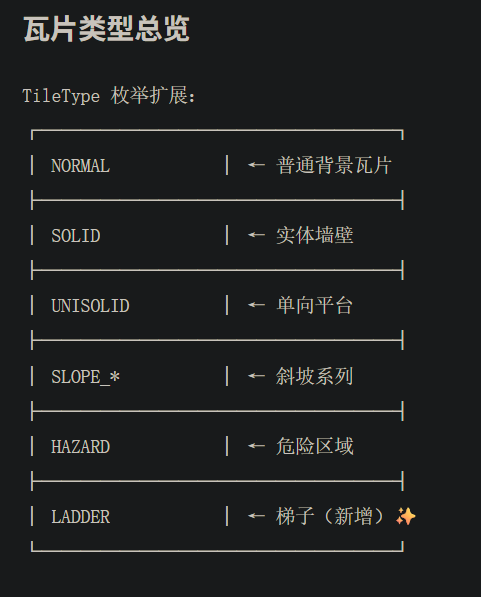 瓦片类型总览
TileType 枚举扩展：
NORMAL ← 普通背景瓦片
SOLID ← 实体墙壁
UNISOLID ← 单向平台
SLOPE_* ← 斜坡系列
HAZARD ← 危险区域
LADDER ← 梯子（新增）✨